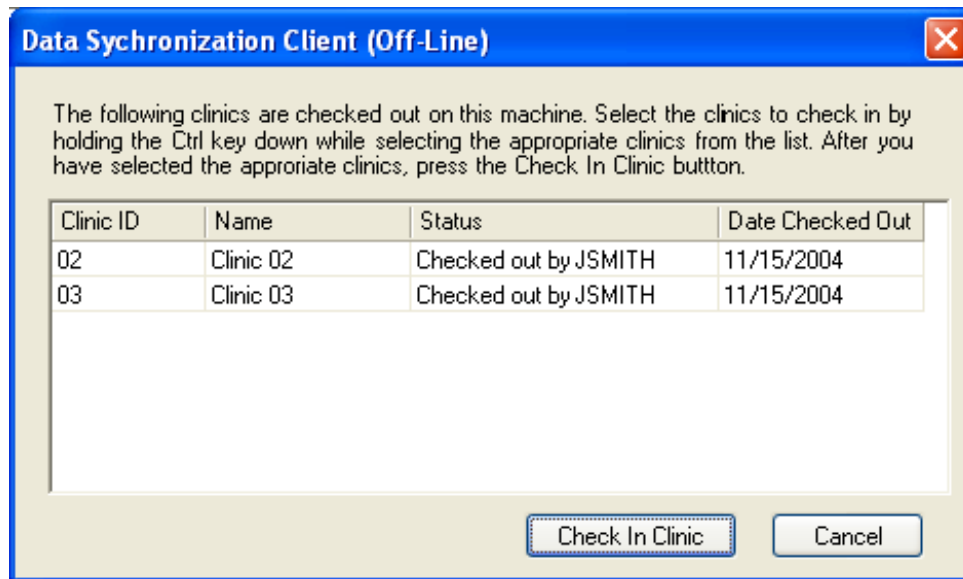 Data Sychronization Client (Off-Line)
The following clinics are checked out on this machine. Select the clinics to check in by
holding the Ctrl key down while selecting the appropriate clinics from the list. After you
have selected the approriate clinics, press the Check In Clinic buttton.
Clinic ID Name Status Date Checked Out
02 Clinic 02 Checked out by JSMITH 11/15/2004
03 Clinic 03 Checked out by JSMITH 11/15/2004
Check In Clinic Cancel